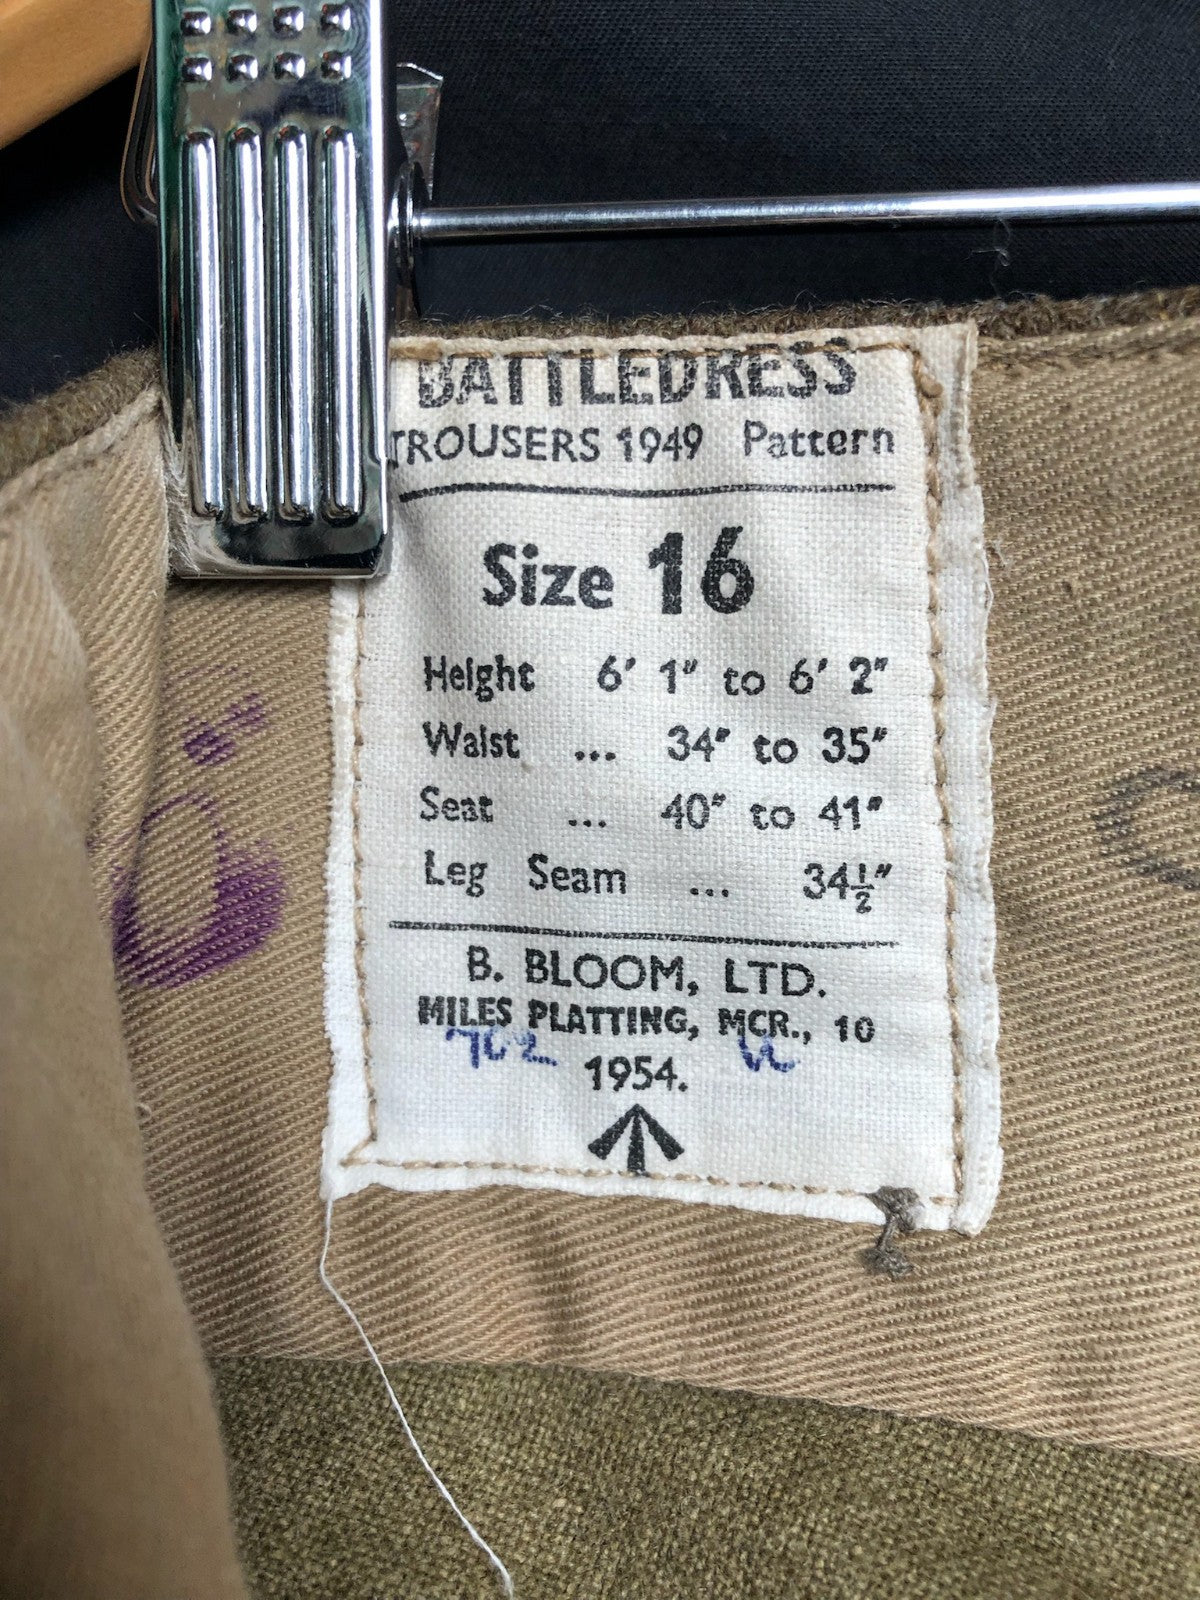 BATTLEDRESS
TROUSERS 1949 Pattern
Size 16
Height 6' 1" to 6' 2"
Waist ... 34" to 35"
Seat ... 40" to 41"
Leg Seam ... 34½"
B. BLOOM, LTD.
MILES PLATTING, MCR., 10
1954.